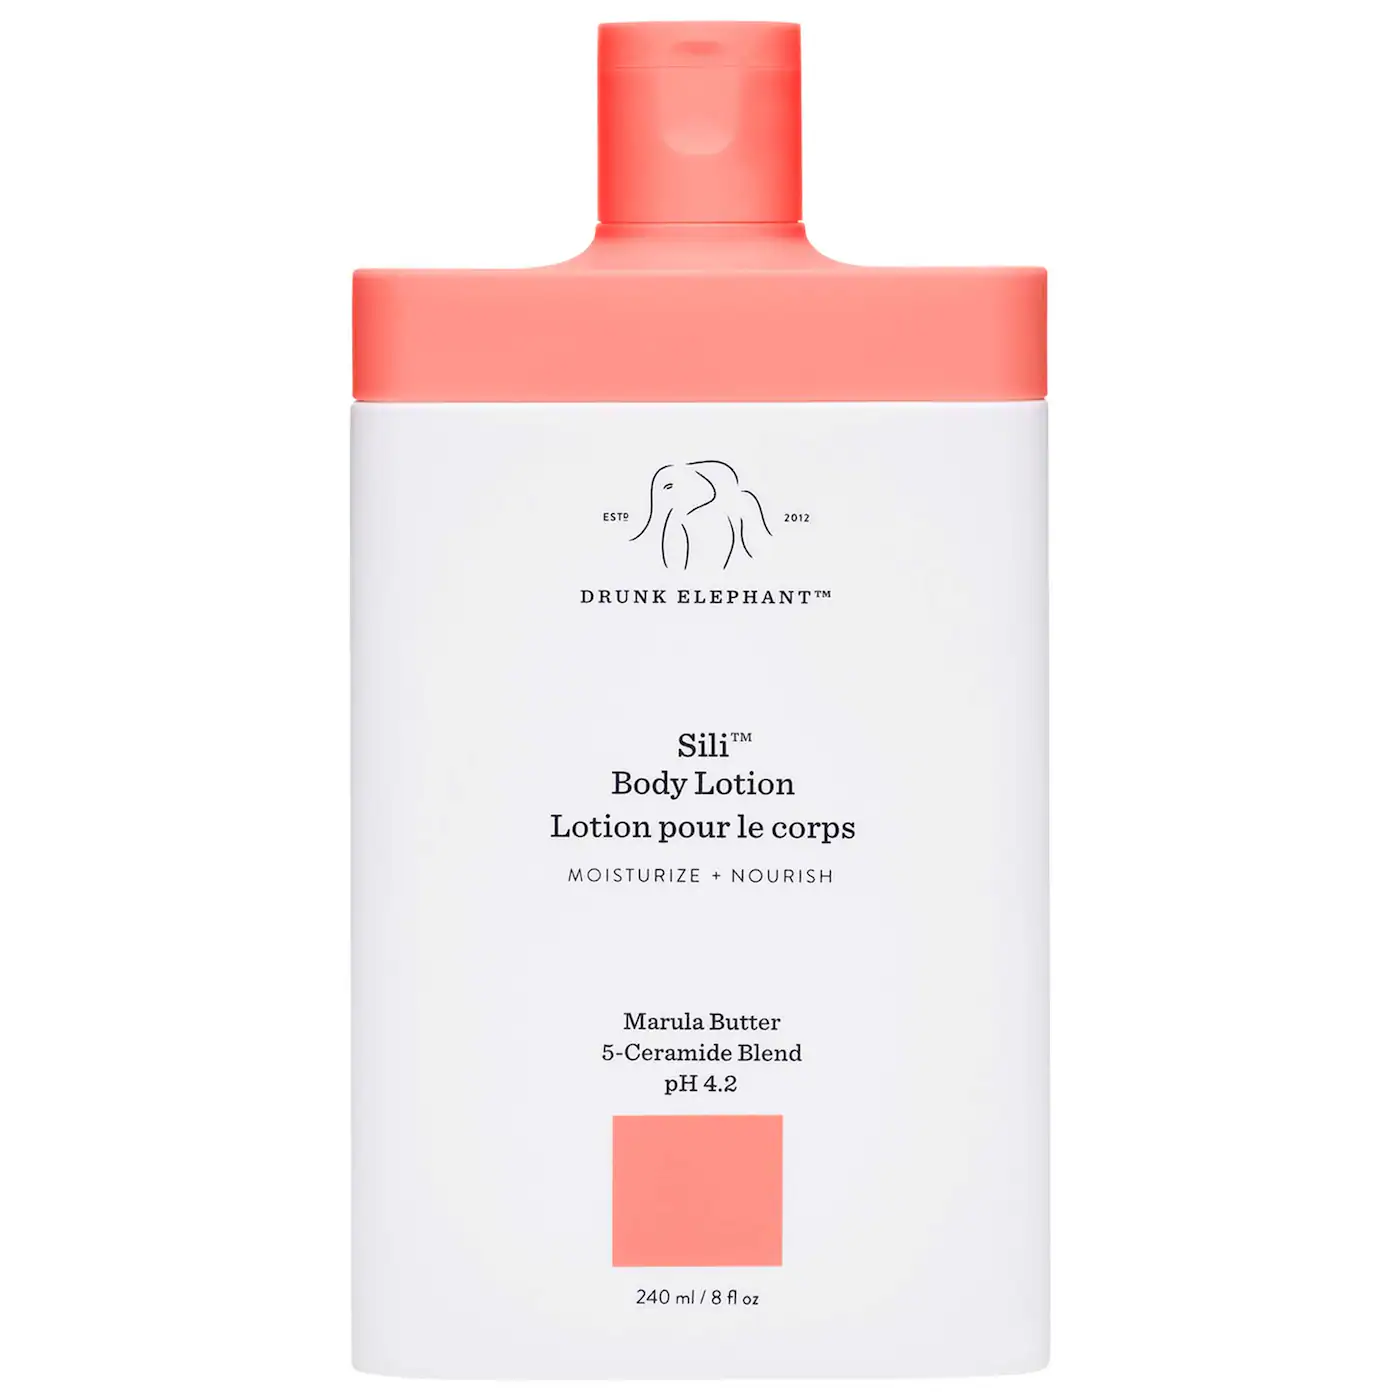 ESTD 2012
DRUNK ELEPHANT™
Sili™
Body Lotion
Lotion pour le corps
MOISTURIZE + NOURISH
Marula Butter
5-Ceramide Blend
pH 4.2
240 ml / 8 fl oz